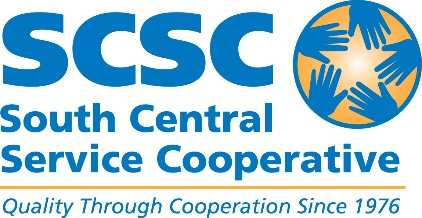 SCSC
South Central
Service Cooperative
Quality Through Cooperation Since 1976